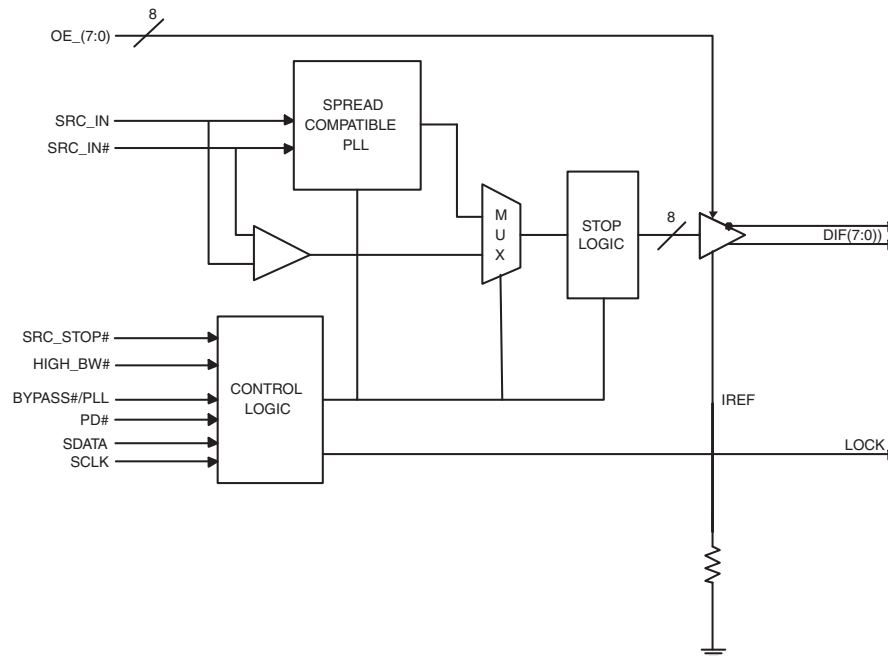 8
OE_(7:0)
SPREAD
COMPATIBLE
PLL
SRC_IN
SRC_IN#
M
U
X
STOP
LOGIC
8
DIF(7:0))
SRC_STOP#
HIGH_BW#
BYPASS#/PLL
PD#
SDATA
SCLK
CONTROL
LOGIC
IREF
LOCK